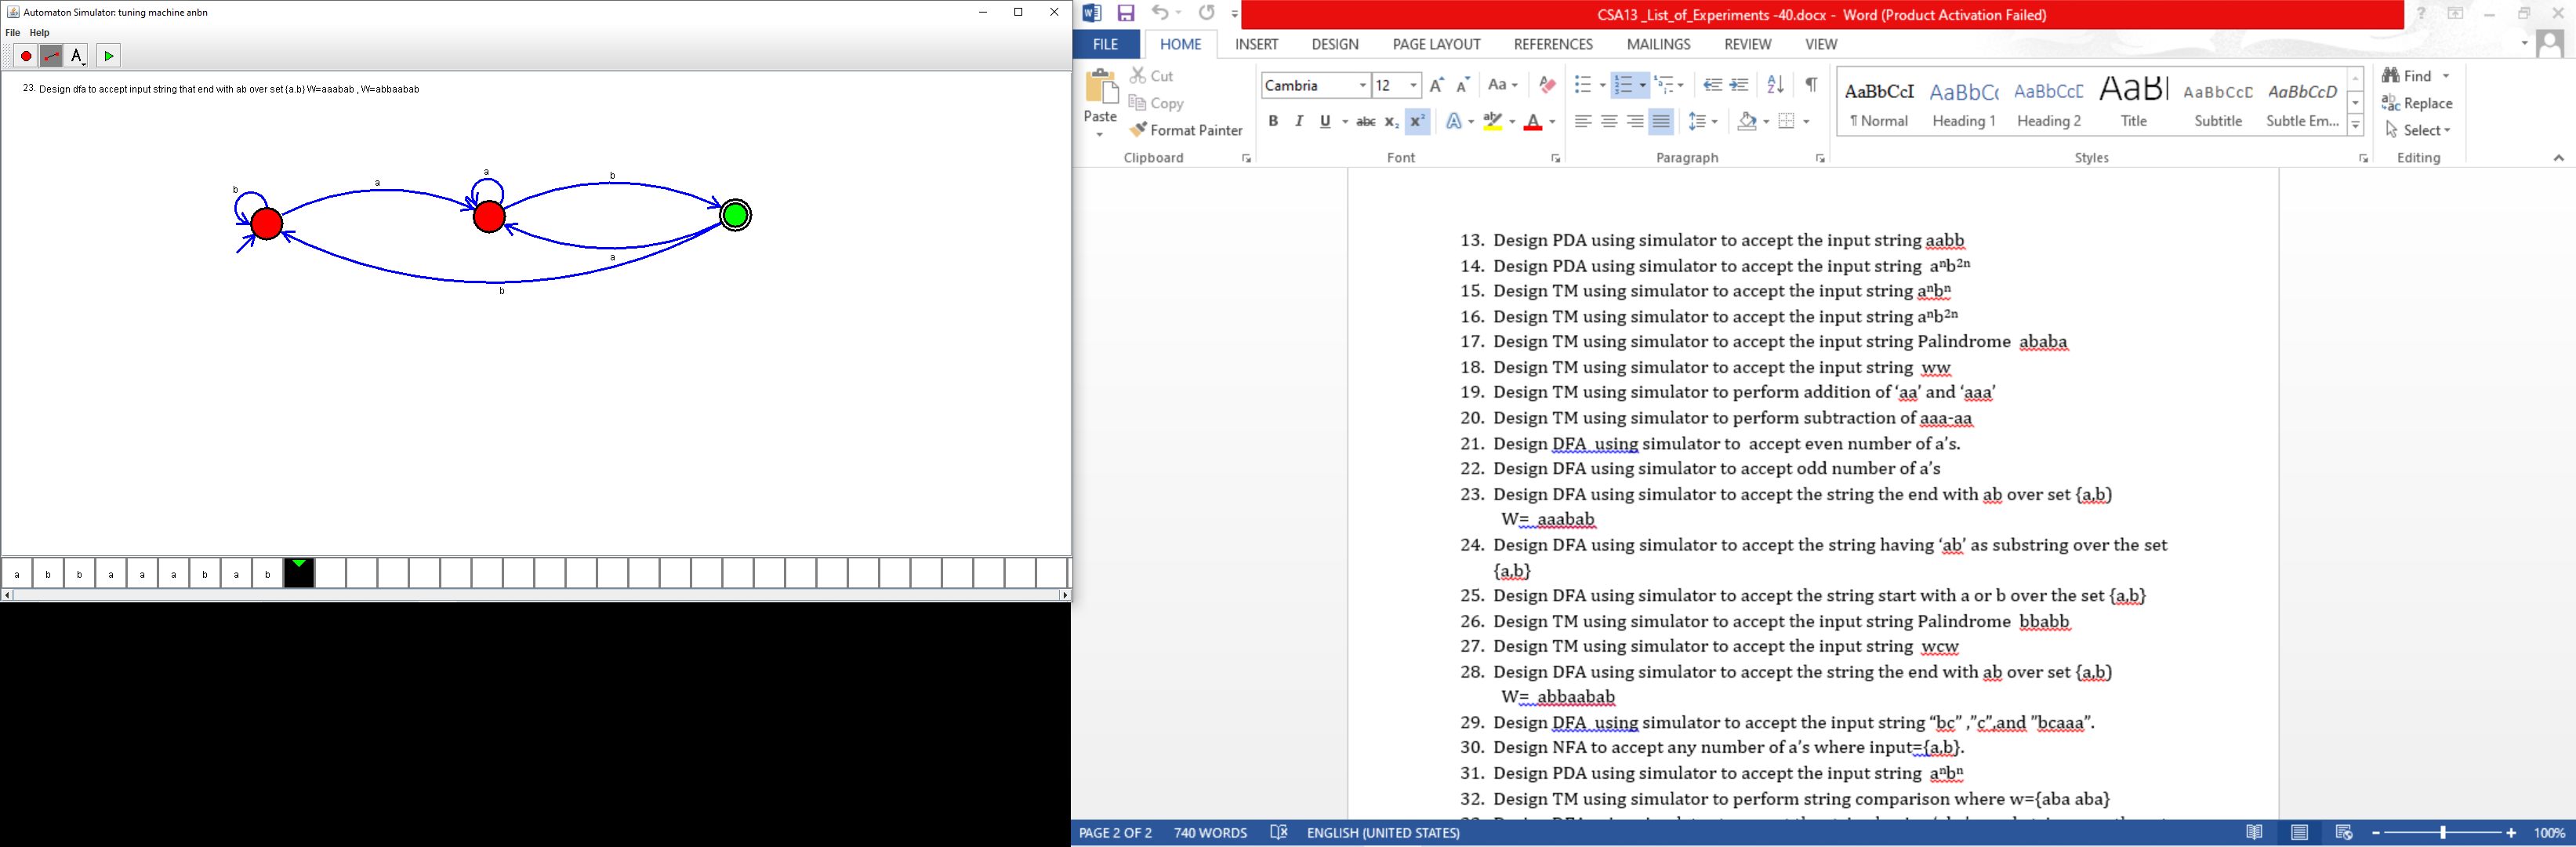 Automaton Simulator: tuning machine anbn
File Help
A
23. Design dfa to accept input string that end with ab over set {a.b} W=aaabab , W=abbaabab
b
a
a
b
a
b
a b b a a a b a b
CSA13 _List_of_Experiments -40.docx - Word (Product Activation Failed)
FILE HOME INSERT DESIGN PAGE LAYOUT REFERENCES MAILINGS REVIEW VIEW
Paste
Cut
Copy
Format Painter
Clipboard
Cambria 12 Aa
B I U abc x₂ x² A A
Font
Paragraph
AaBbCcI AaBbCc AaBbCcD AaBl AaBbCcD AaBbCcD
¶ Normal Heading 1 Heading 2 Title Subtitle Subtle Em...
Styles
Find
Replace
Select
Editing
13. Design PDA using simulator to accept the input string aabb
14. Design PDA using simulator to accept the input string aⁿb²ⁿ
15. Design TM using simulator to accept the input string aⁿbⁿ
16. Design TM using simulator to accept the input string aⁿb²ⁿ
17. Design TM using simulator to accept the input string Palindrome ababa
18. Design TM using simulator to accept the input string ww
19. Design TM using simulator to perform addition of ‘aa’ and ‘aaa’
20. Design TM using simulator to perform subtraction of aaa-aa
21. Design DFA using simulator to accept even number of a’s.
22. Design DFA using simulator to accept odd number of a’s
23. Design DFA using simulator to accept the string the end with ab over set {a,b)
W= aaabab
24. Design DFA using simulator to accept the string having ‘ab’ as substring over the set
{a,b}
25. Design DFA using simulator to accept the string start with a or b over the set {a,b}
26. Design TM using simulator to accept the input string Palindrome bbabb
27. Design TM using simulator to accept the input string wcw
28. Design DFA using simulator to accept the string the end with ab over set {a,b)
W= abbaabab
29. Design DFA using simulator to accept the input string “bc” ,”c”,and ”bcaaa”.
30. Design NFA to accept any number of a’s where input={a,b}.
31. Design PDA using simulator to accept the input string aⁿbⁿ
32. Design TM using simulator to perform string comparison where w={aba aba}
PAGE 2 OF 2 740 WORDS ENGLISH (UNITED STATES) 100%